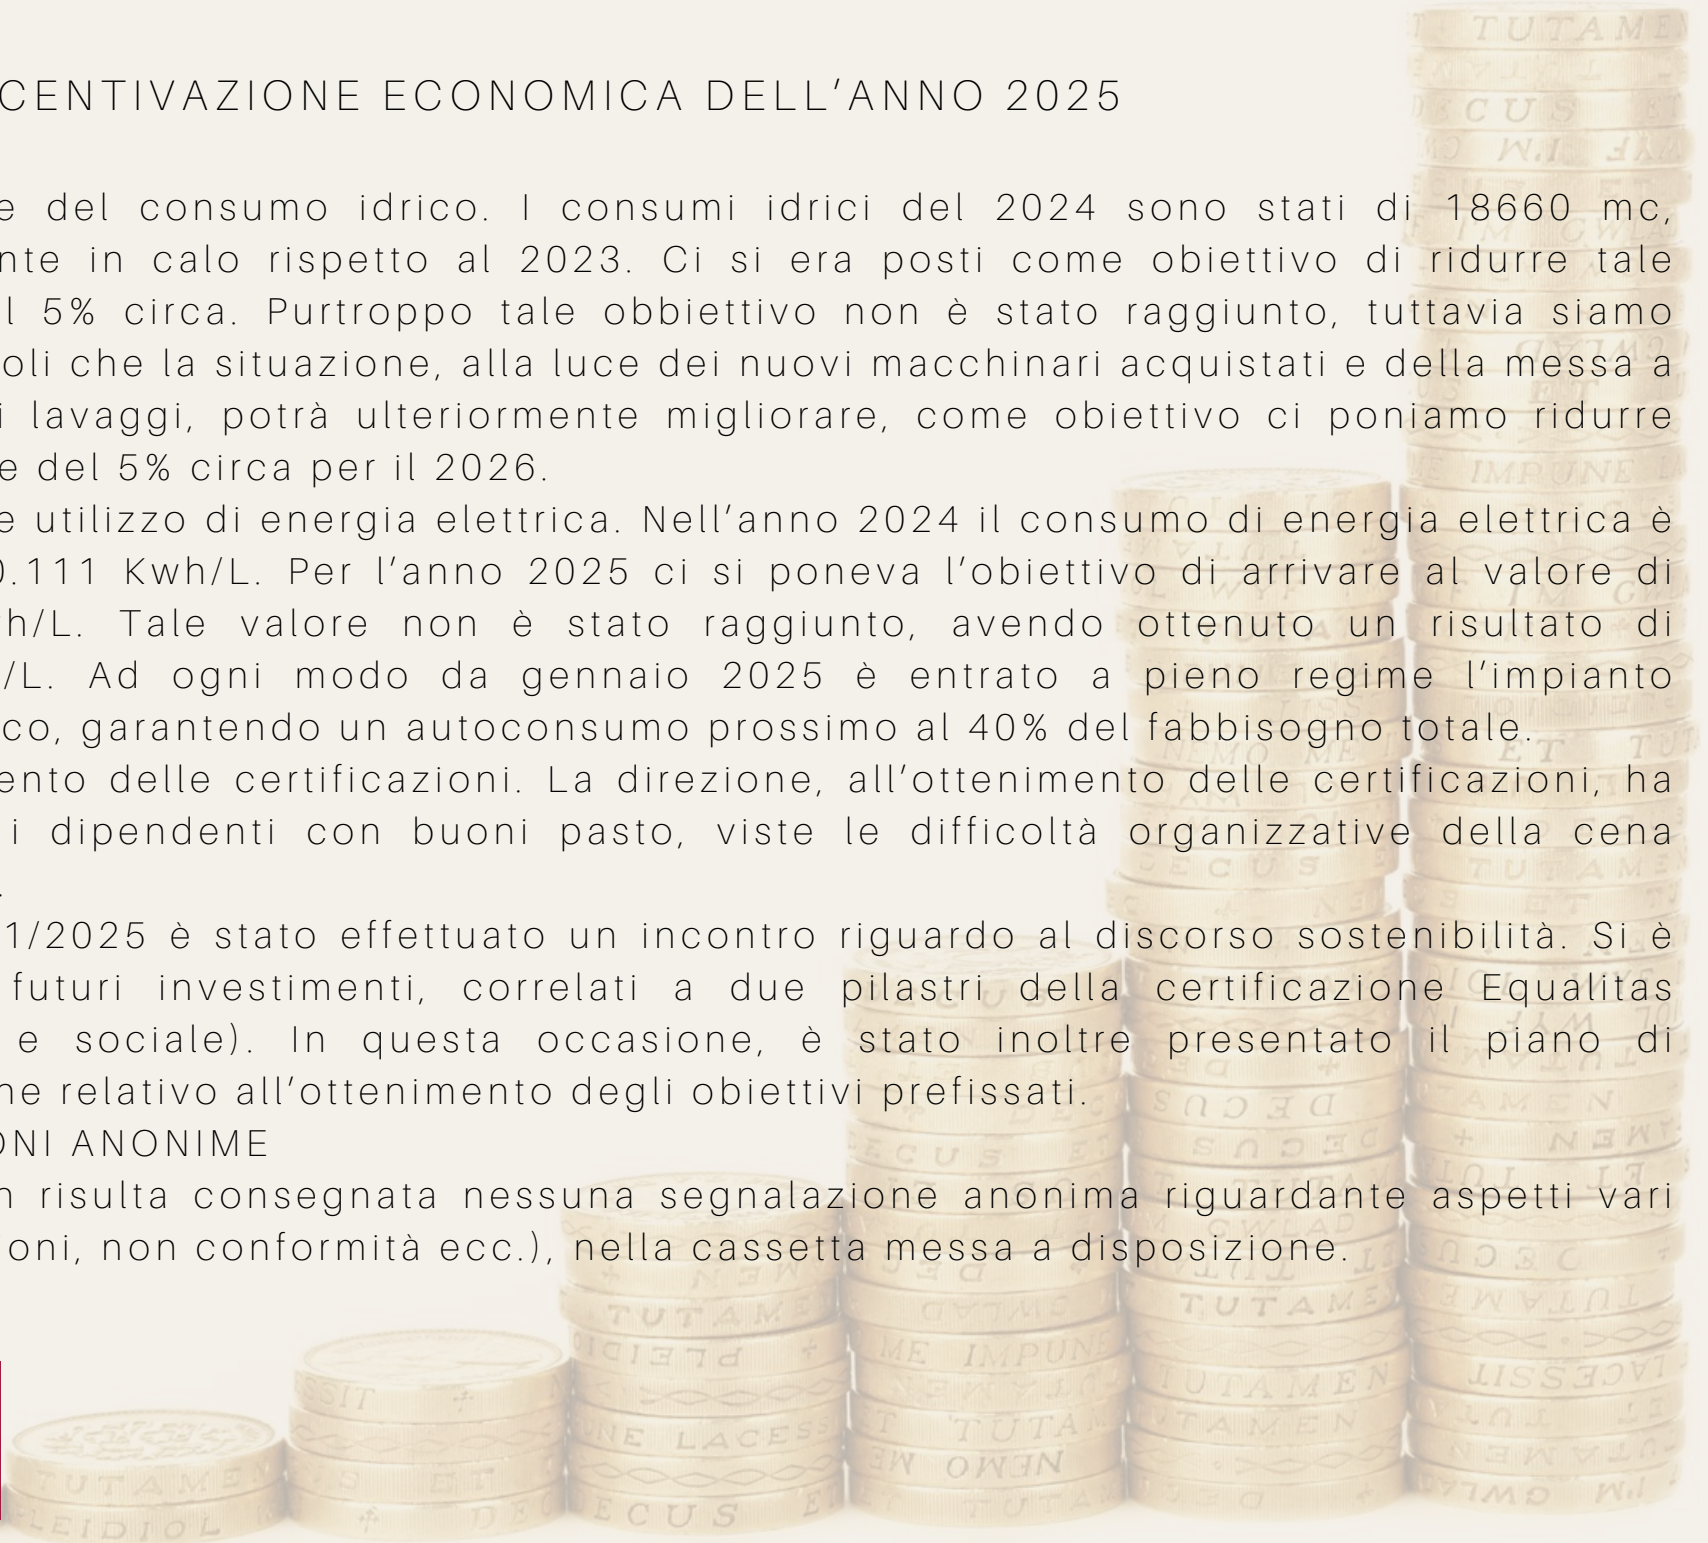 CENTIVAZIONE ECONOMICA DELL'ANNO 2025
e del consumo idrico. I consumi idrici del 2024 sono stati di 18660 mc,
nte in calo rispetto al 2023. Ci si era posti come obiettivo di ridurre tale
l 5% circa. Purtroppo tale obbiettivo non è stato raggiunto, tuttavia siamo
oli che la situazione, alla luce dei nuovi macchinari acquistati e della messa a
i lavaggi, potrà ulteriormente migliorare, come obiettivo ci poniamo ridurre
e del 5% circa per il 2026.
e utilizzo di energia elettrica. Nell'anno 2024 il consumo di energia elettrica è
0.111 Kwh/L. Per l'anno 2025 ci si poneva l'obiettivo di arrivare al valore di
h/L. Tale valore non è stato raggiunto, avendo ottenuto un risultato di
/L. Ad ogni modo da gennaio 2025 è entrato a pieno regime l'impianto
co, garantendo un autoconsumo prossimo al 40% del fabbisogno totale.
ento delle certificazioni. La direzione, all'ottenimento delle certificazioni, ha
i dipendenti con buoni pasto, viste le difficoltà organizzative della cena
.
1/2025 è stato effettuato un incontro riguardo al discorso sostenibilità. Si è
futuri investimenti, correlati a due pilastri della certificazione Equalitas
e sociale). In questa occasione, è stato inoltre presentato il piano di
ne relativo all'ottenimento degli obiettivi prefissati.
ONI ANONIME
n risulta consegnata nessuna segnalazione anonima riguardante aspetti vari
oni, non conformità ecc.), nella cassetta messa a disposizione.